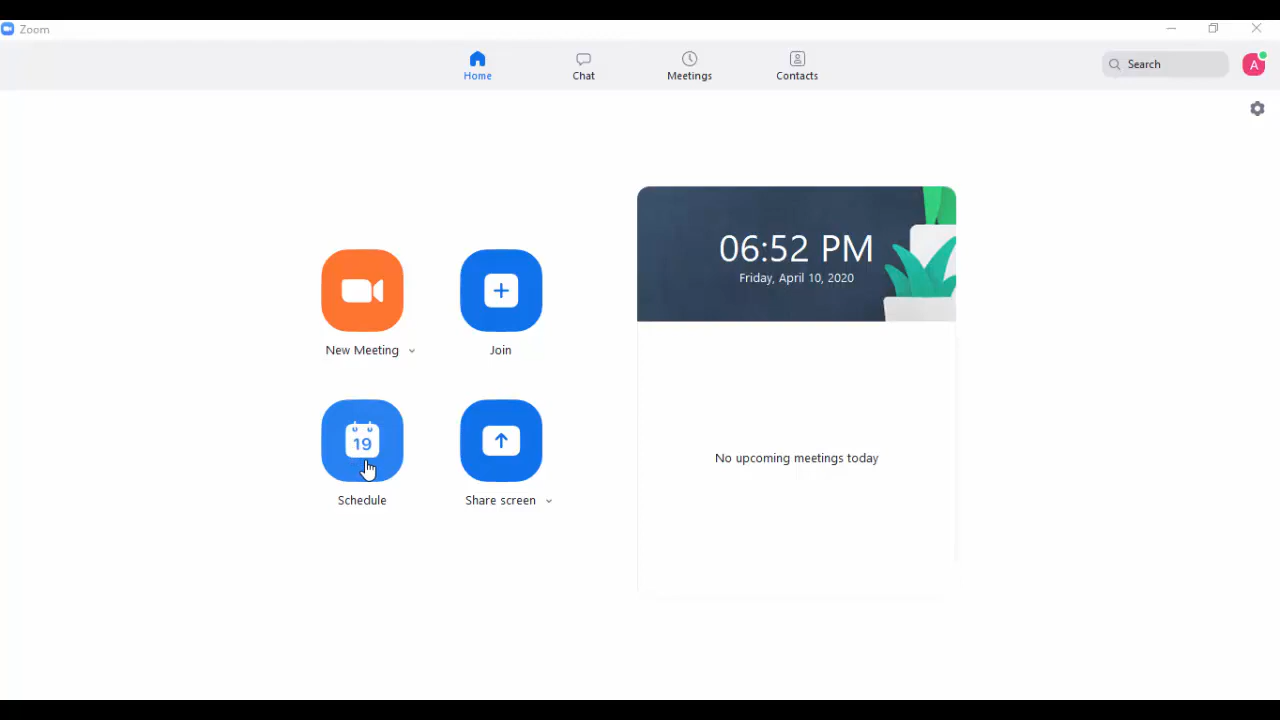 Zoom
Home
Chat
Meetings
Contacts
Search
A
06:52 PM
Friday, April 10, 2020
New Meeting
Join
19
Schedule
Share screen
No upcoming meetings today